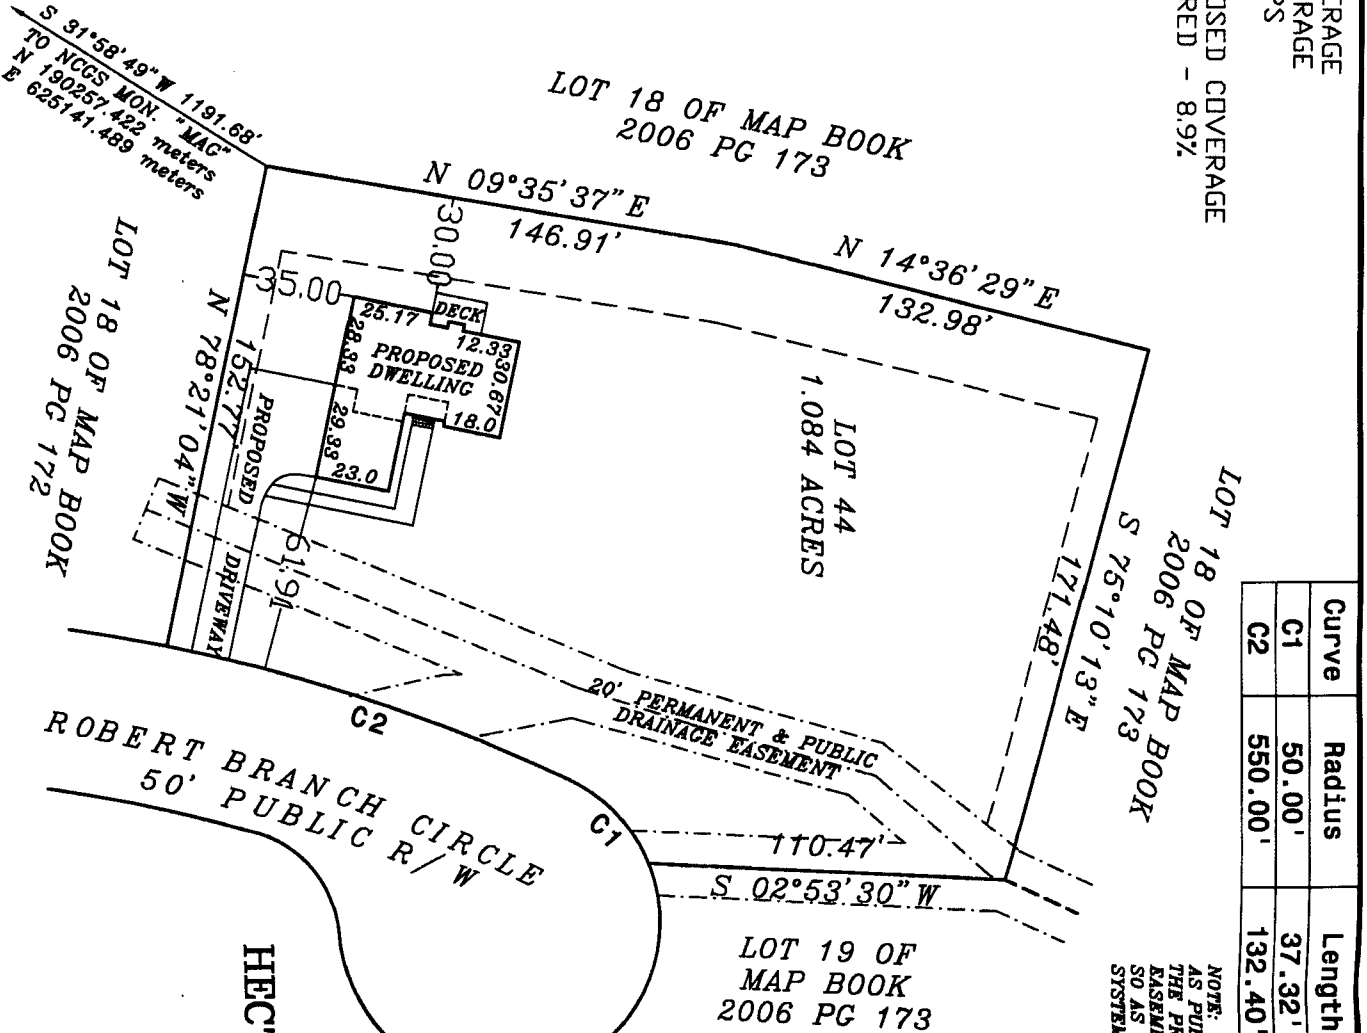 S 31°58'49" W 1191.68'
TO NCGS MON. "MAG"
N 190257.422 meters
E 625141.489 meters
LOT 18 OF MAP BOOK
2006 PG 173
RAGE
PS
OSED COVERAGE
RED - 8.9%
N 09°35'37" E
146.91'
N 14°36'29" E
132.98'
LOT 18 OF MAP BOOK
2006 PG 172
N 78°21'04" W
152.77'
35.00
30.00
25.17
DECK
12.33
28.33
PROPOSED
DWELLING
30.67
18.0
29.33
23.0
PROPOSED
DRIVEWAY
61.91
LOT 44
1.084 ACRES
LOT 18 OF MAP BOOK
2006 PG 173
S 75°10'13" E
171.48'
Curve Radius Length
C1 50.00' 37.32'
C2 550.00' 132.40'
20' PERMANENT & PUBLIC
DRAINAGE EASEMENT
C2
C1
ROBERT BRANCH CIRCLE
50' PUBLIC R/W
110.47'
S 02°53'30" W
LOT 19 OF
MAP BOOK
2006 PG 173
NOTE:
AS PU
THE PR
EASEM
SO AS
SYSTEM
HEC